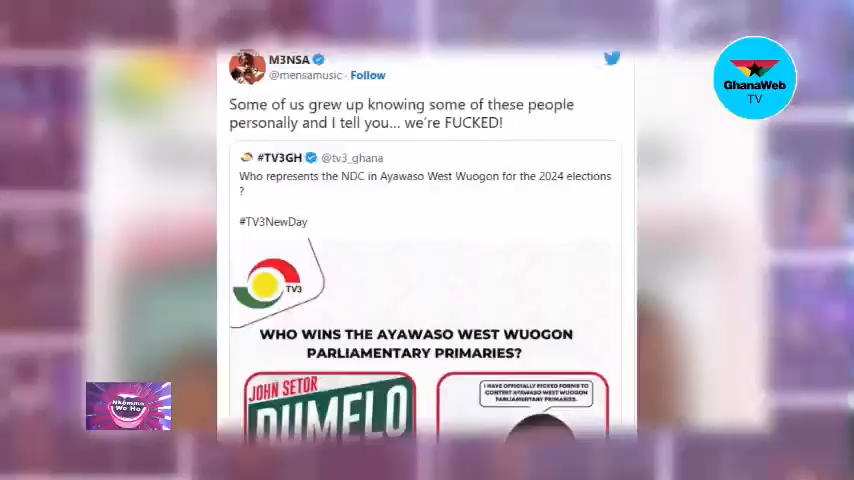 M3NSA
@mensamusic · Follow
Some of us grew up knowing some of these people
personally and I tell you... we're FUCKED!
#TV3GH @tv3_ghana
Who represents the NDC in Ayawaso West Wuogon for the 2024 elections
?
#TV3NewDay
TV3
WHO WINS THE AYAWASO WEST WUOGON
PARLIAMENTARY PRIMARIES?
JOHN SETOR
DUMELO
I HAVE OFFICIALLY PICKED FORMS TO
CONTEST AYAWASO WEST WUOGON
PARLIAMENTARY PRIMARIES.
GhanaWeb
TV
Nkommo
Wo Ho